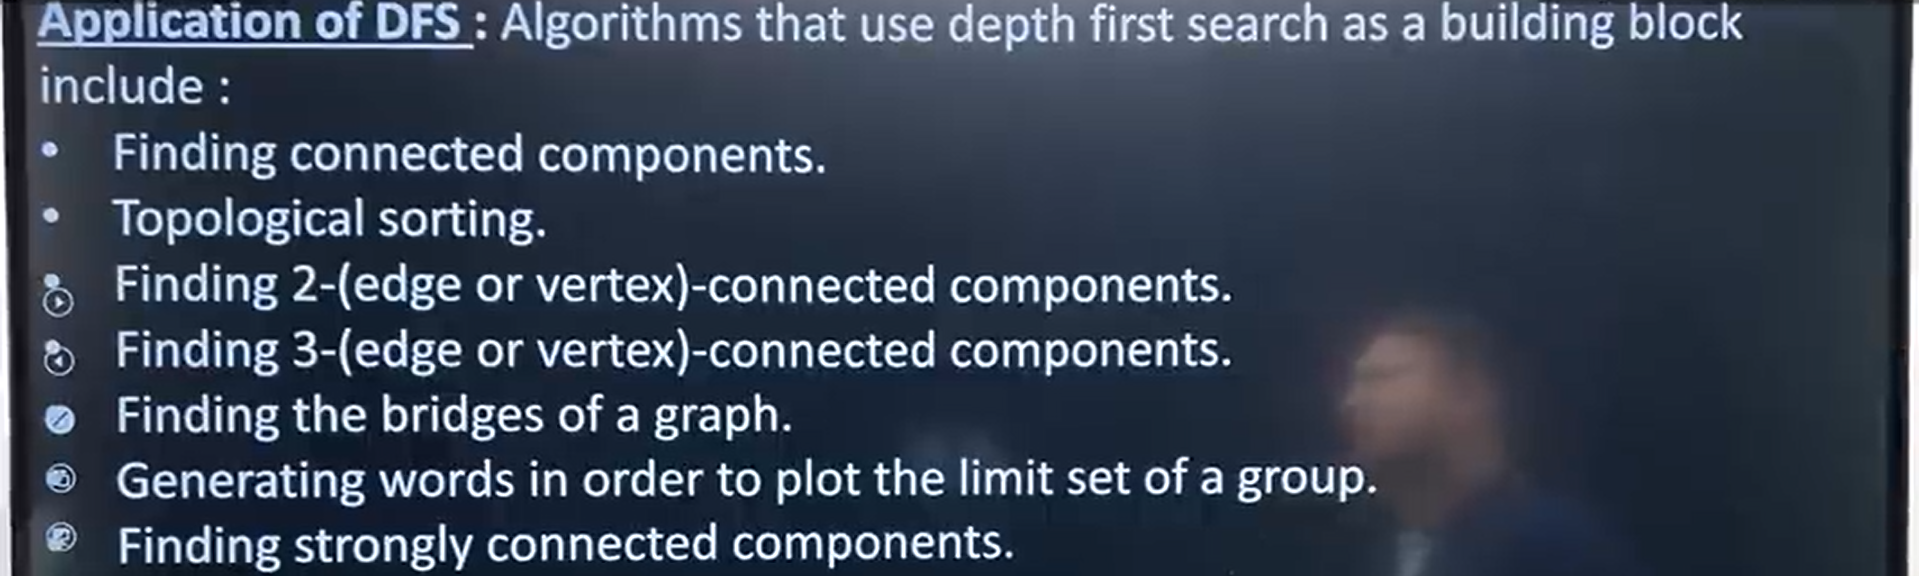 Application of DFS : Algorithms that use depth first search as a building block
include :
• Finding connected components.
• Topological sorting.
• Finding 2-(edge or vertex)-connected components.
• Finding 3-(edge or vertex)-connected components.
• Finding the bridges of a graph.
• Generating words in order to plot the limit set of a group.
• Finding strongly connected components.